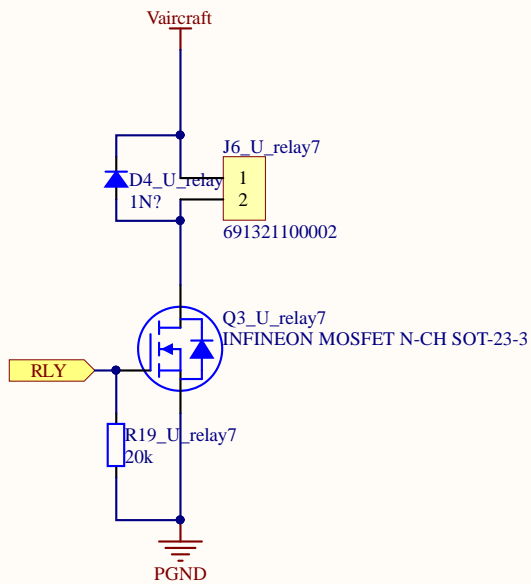 Vaircraft
J6_U_relay7
D4_U_relay
1
1N?
2
691321100002
Q3_U_relay7
INFINEON MOSFET N-CH SOT-23-3
RLY
R19_U_relay7
20k
PGND